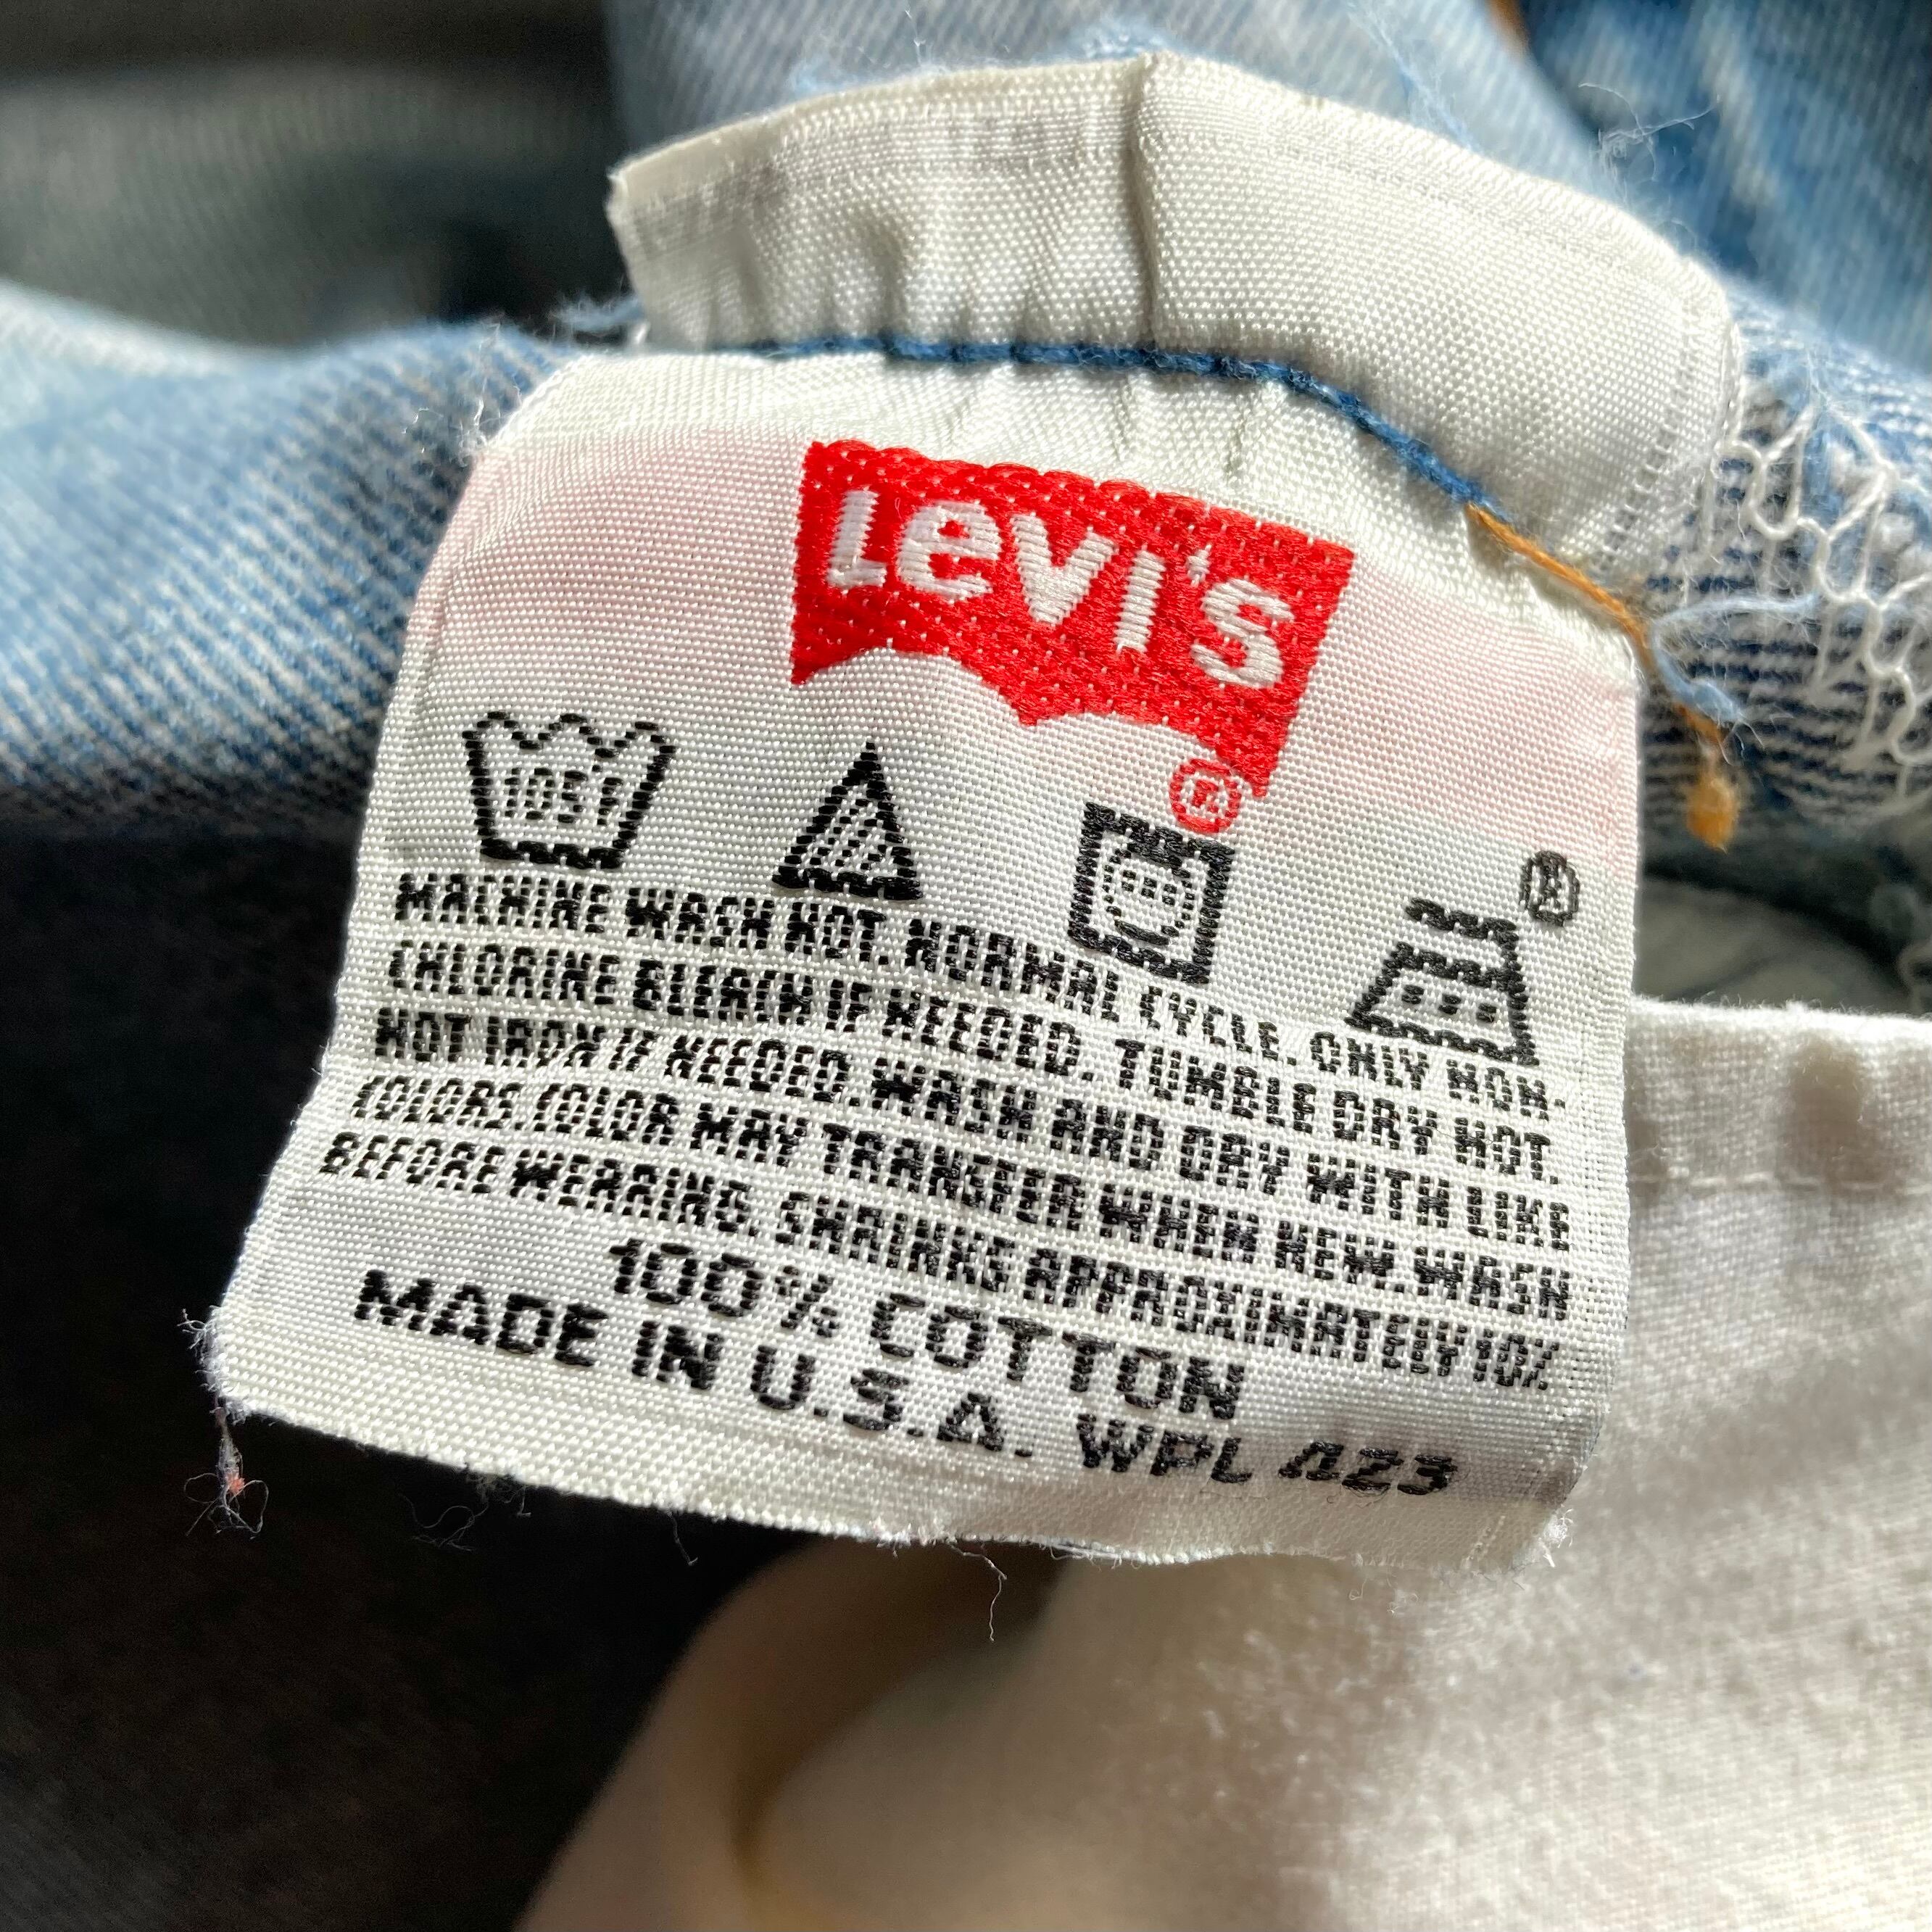 LEVI'S
®
105F
®
MACHINE WASH HOT. NORMAL CYCLE. ONLY NON-
CHLORINE BLEACH IF NEEDED. TUMBLE DRY HOT.
HOT IRON IF NEEDED. WASH AND DRY WITH LIKE
COLORS. COLOR MAY TRANSFER WHEN NEW. WASH
BEFORE WEARING. SHRINKS APPROXIMATELY 10%
100% COTTON
MADE IN U.S.A. WPL 423